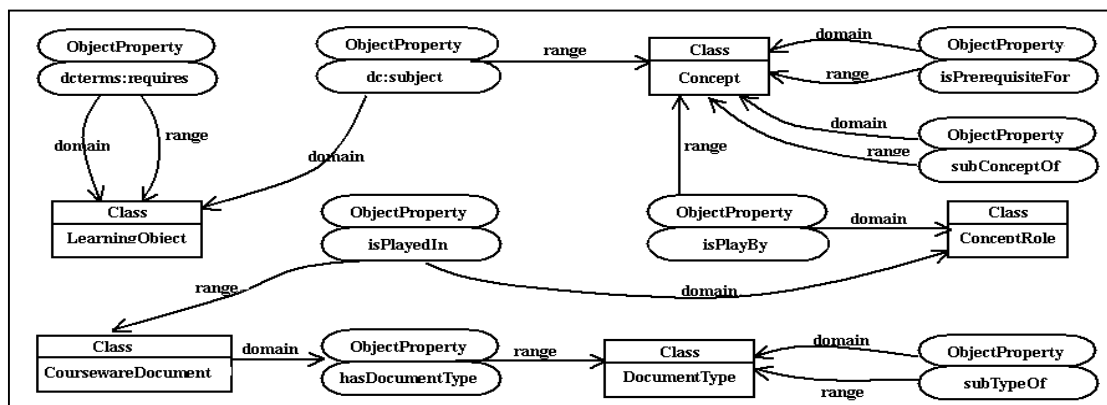 ObjectProperty
dcterms:requires
domain
range
Class
LearningObject
ObjectProperty
dc:subject
range
domain
Class
Concept
domain
ObjectProperty
range
isPrerequisiteFor
domain
ObjectProperty
range
subConceptOf
range
ObjectProperty
isPlayedIn
range
domain
ObjectProperty
isPlayBy
domain
Class
ConceptRole
Class
CoursewareDocument
domain
ObjectProperty
hasDocumentType
range
Class
DocumentType
domain
ObjectProperty
range
subTypeOf